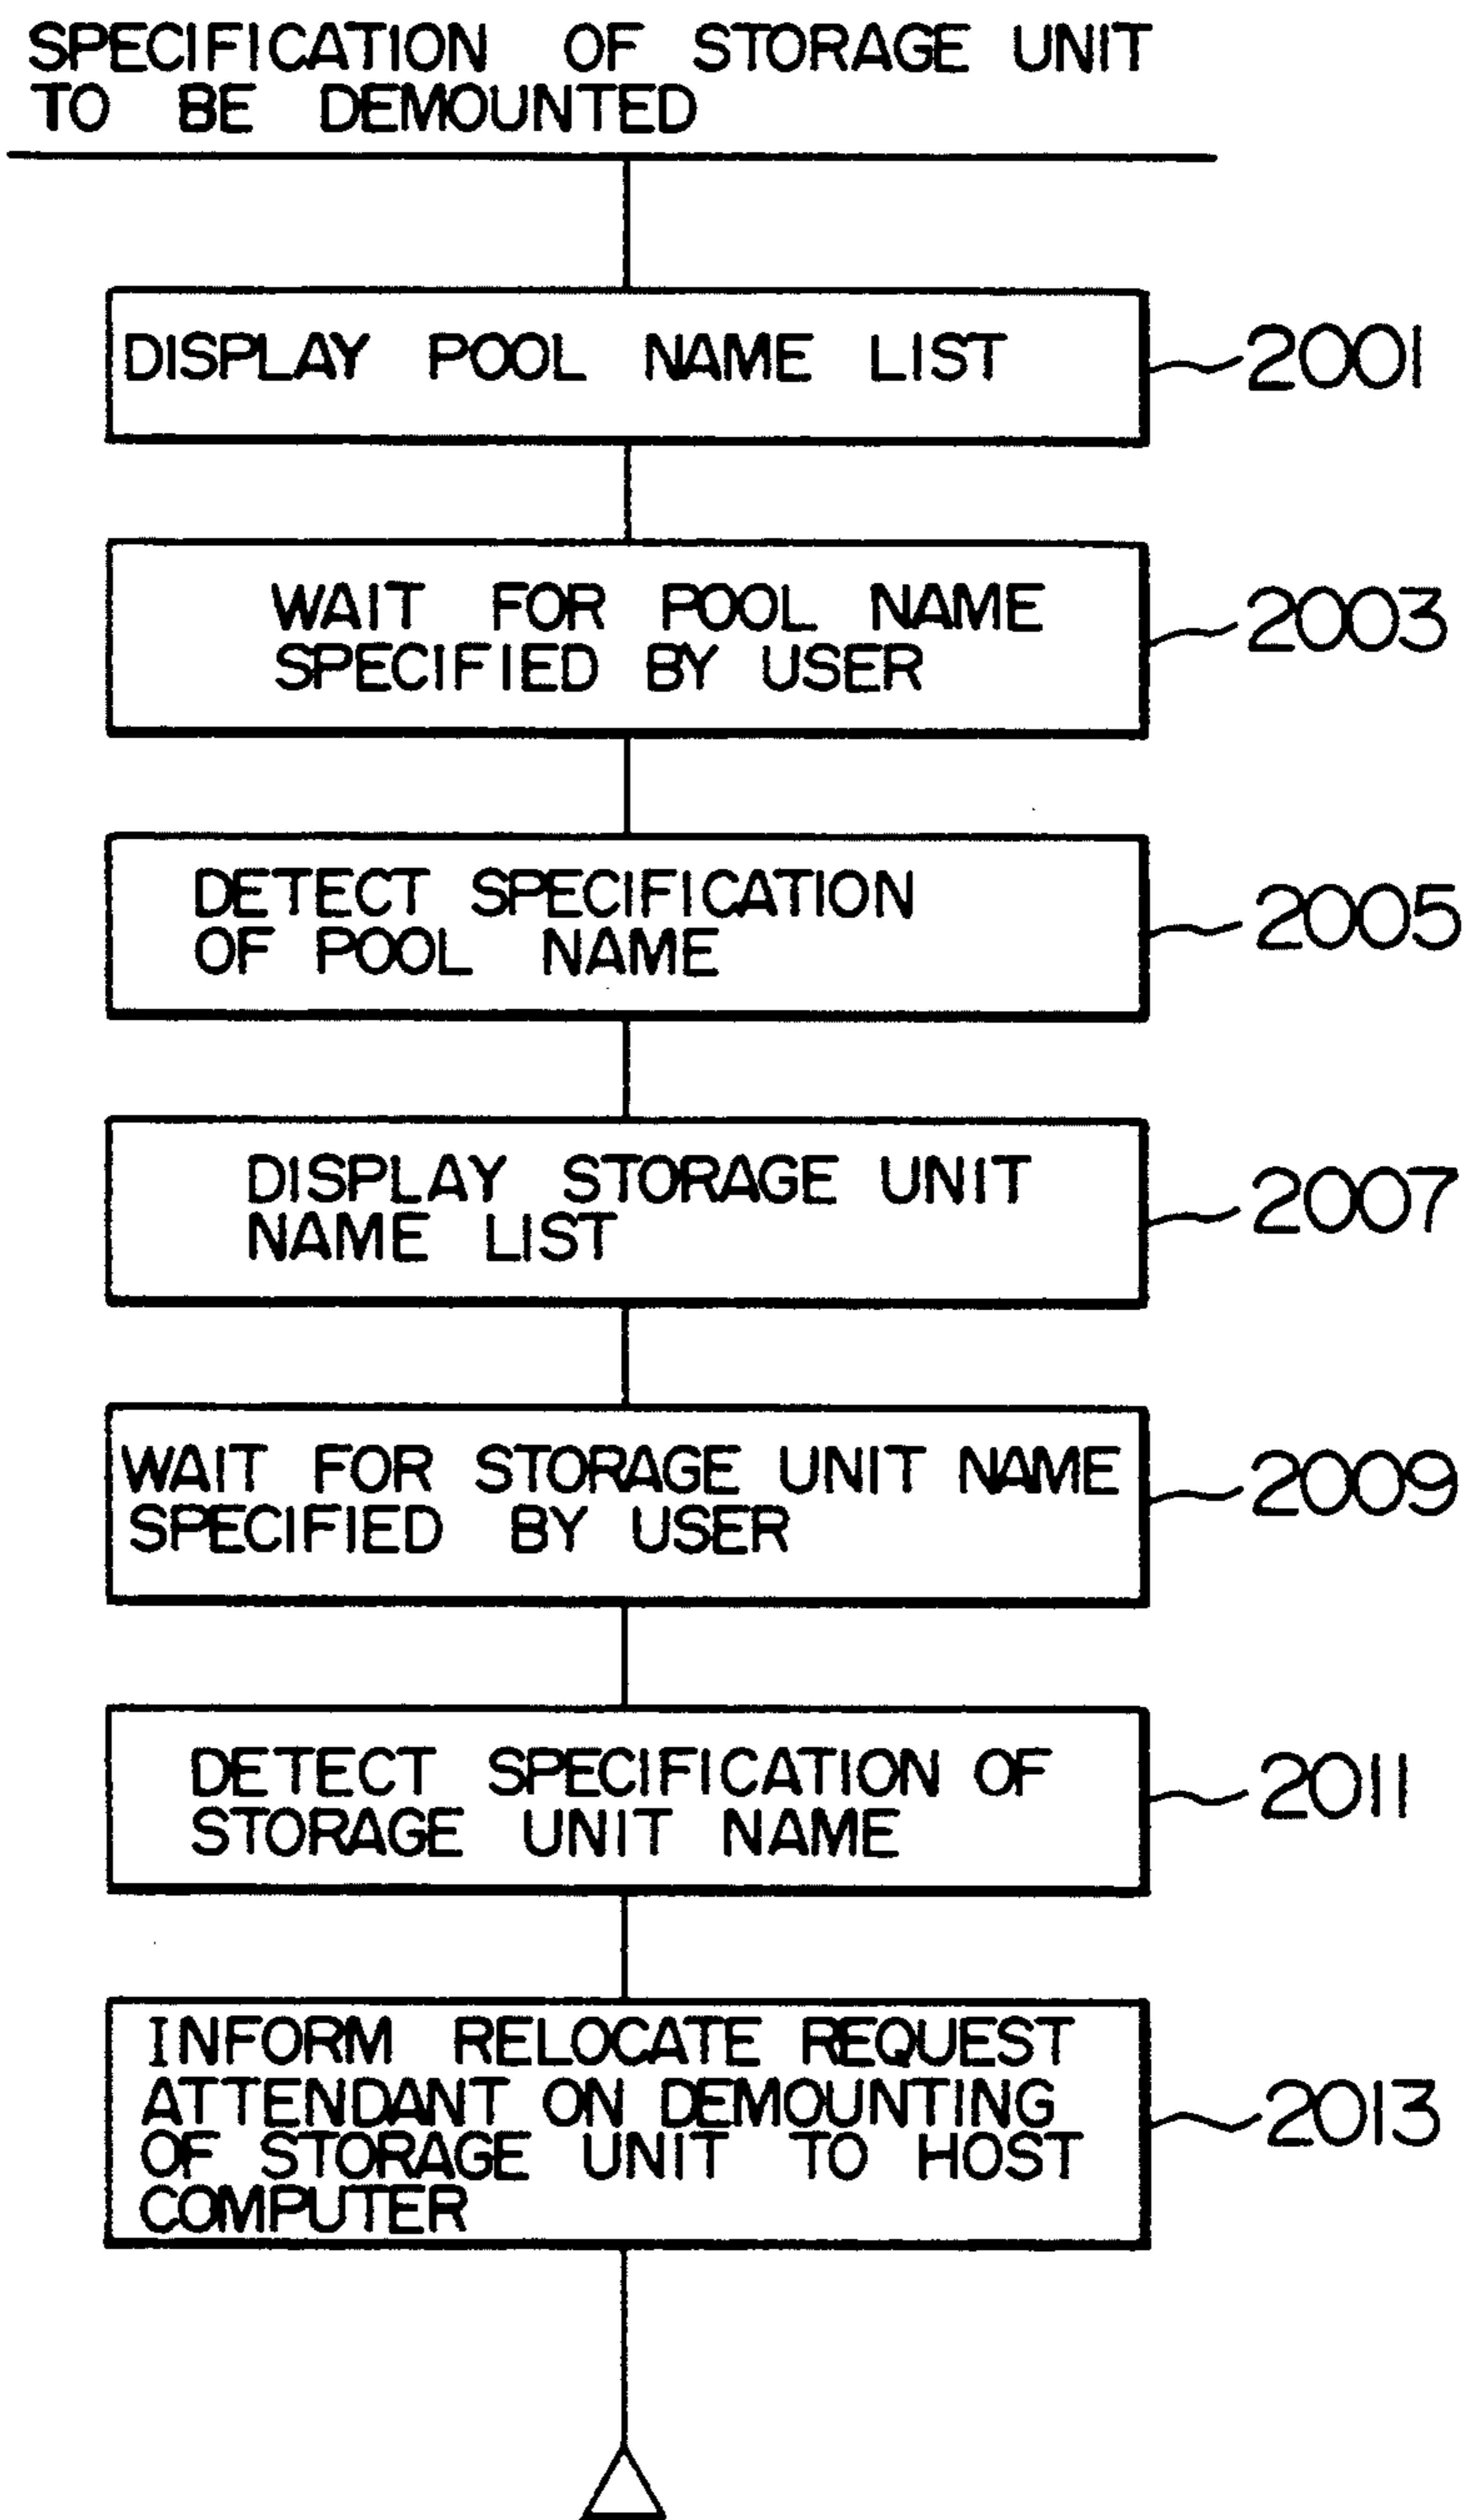 SPECIFICATION OF STORAGE UNIT
TO BE DEMOUNTED
DISPLAY POOL NAME LIST
2001
WAIT FOR POOL NAME
SPECIFIED BY USER
2003
DETECT SPECIFICATION
OF POOL NAME
2005
DISPLAY STORAGE UNIT
NAME LIST
2007
WAIT FOR STORAGE UNIT NAME
SPECIFIED BY USER
2009
DETECT SPECIFICATION OF
STORAGE UNIT NAME
2011
INFORM RELOCATE REQUEST
ATTENDANT ON DEMOUNTING
OF STORAGE UNIT TO HOST
COMPUTER
2013